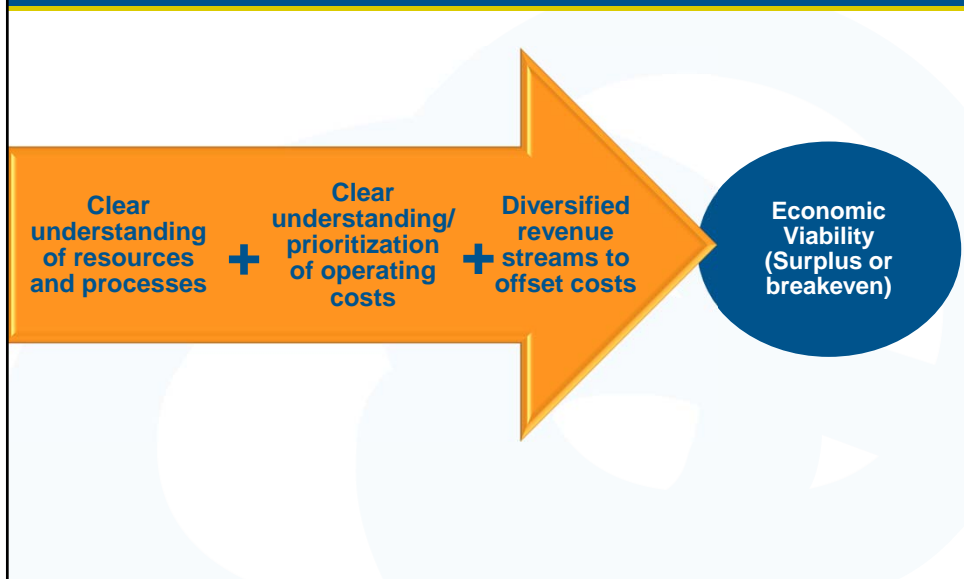 Clear
understanding
of resources
and processes
+
Clear
understanding/
prioritization
of operating
costs
+
Diversified
revenue
streams to
offset costs
Economic
Viability
(Surplus or
breakeven)